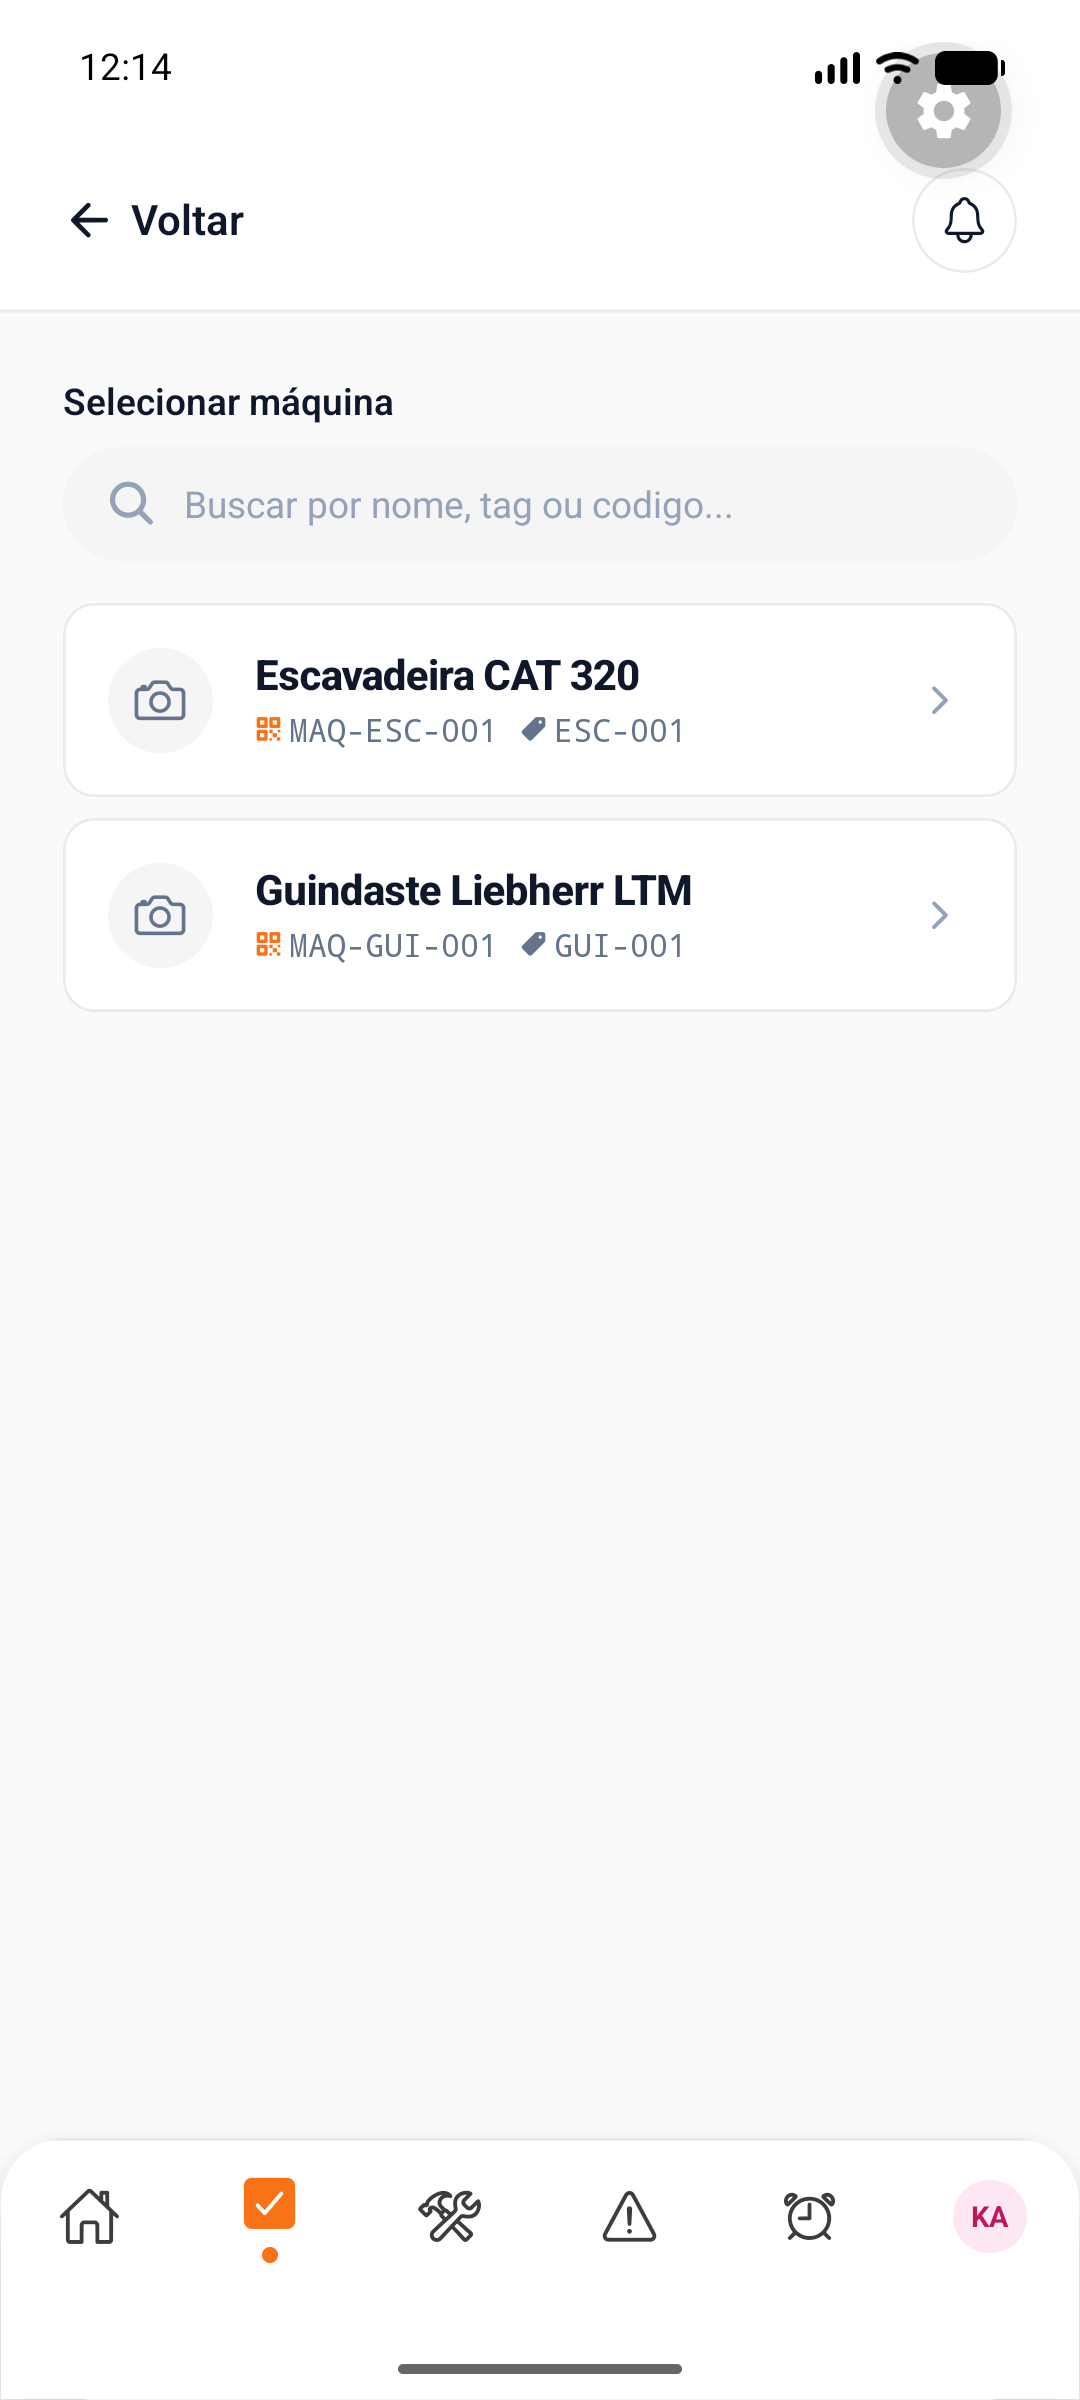 12:14
Voltar
Selecionar máquina
Buscar por nome, tag ou codigo...
Escavadeira CAT 320
MAQ-ESC-001 ESC-001
Guindaste Liebherr LTM
MAQ-GUI-001 GUI-001
KA